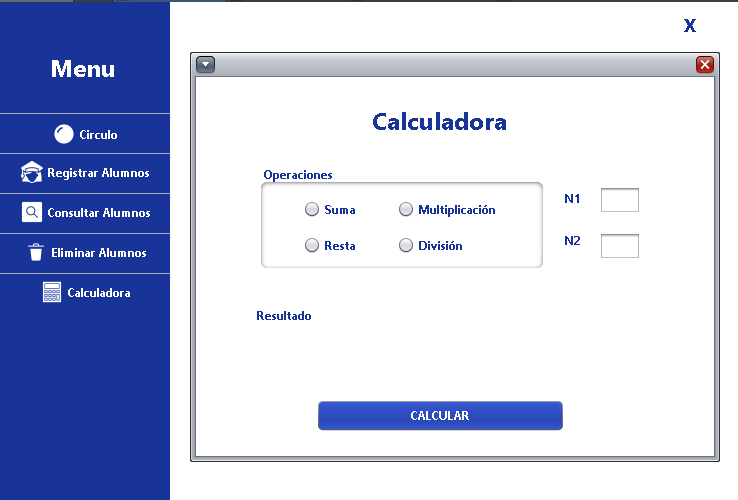 X
Menu
Circulo
Registrar Alumnos
Consultar Alumnos
Eliminar Alumnos
Calculadora
Calculadora
Operaciones
Suma
Multiplicación
Resta
División
N1
N2
Resultado
CALCULAR